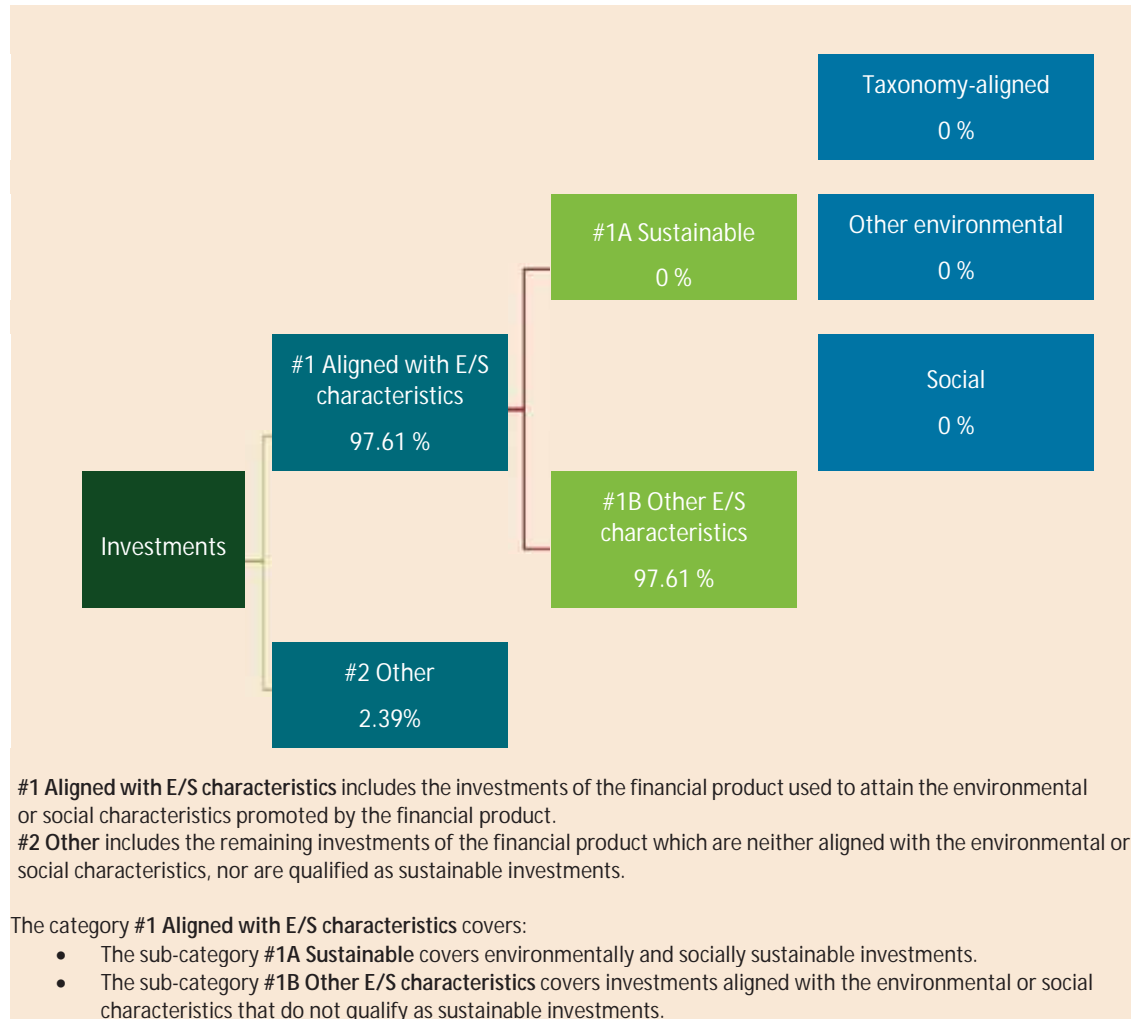 Taxonomy-aligned
0 %
#1A Sustainable
0 %
Other environmental
0 %
#1 Aligned with E/S
characteristics
97.61 %
Social
0 %
Investments
#1B Other E/S
characteristics
97.61 %
#2 Other
2.39%
#1 Aligned with E/S characteristics includes the investments of the financial product used to attain the environmental
or social characteristics promoted by the financial product.
#2 Other includes the remaining investments of the financial product which are neither aligned with the environmental or
social characteristics, nor are qualified as sustainable investments.
The category #1 Aligned with E/S characteristics covers:
• The sub-category #1A Sustainable covers environmentally and socially sustainable investments.
• The sub-category #1B Other E/S characteristics covers investments aligned with the environmental or social
characteristics that do not qualify as sustainable investments.